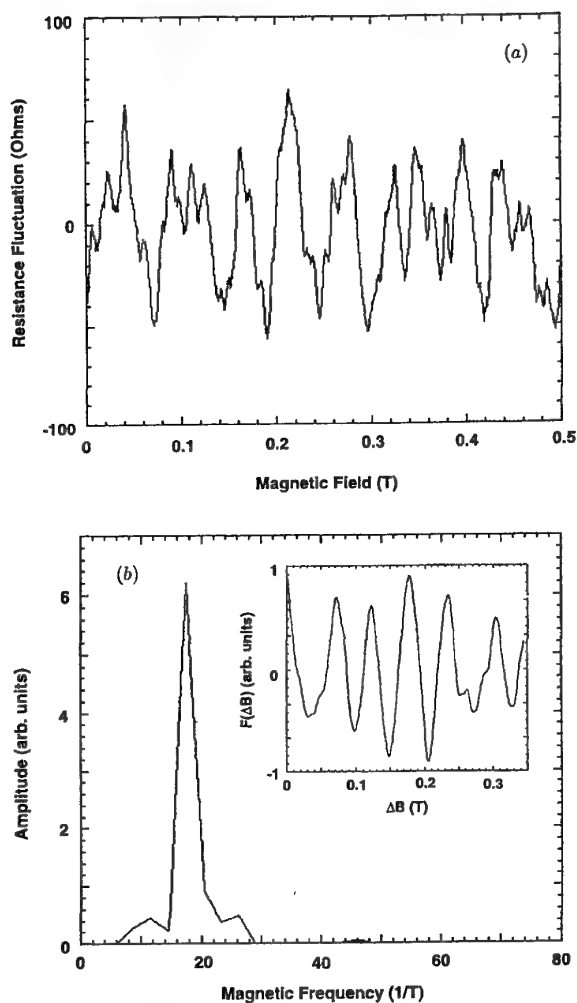 100
(a)
Resistance Fluctuation (Ohms)
0
-100
0 0.1 0.2 0.3 0.4 0.5
Magnetic Field (T)
(b)
6
Amplitude (arb. units)
4
2
0
0 20 40 60 80
Magnetic Frequency (1/T)
1
F(ΔB) (arb. units)
0
-1
0 0.1 0.2 0.3
ΔB (T)